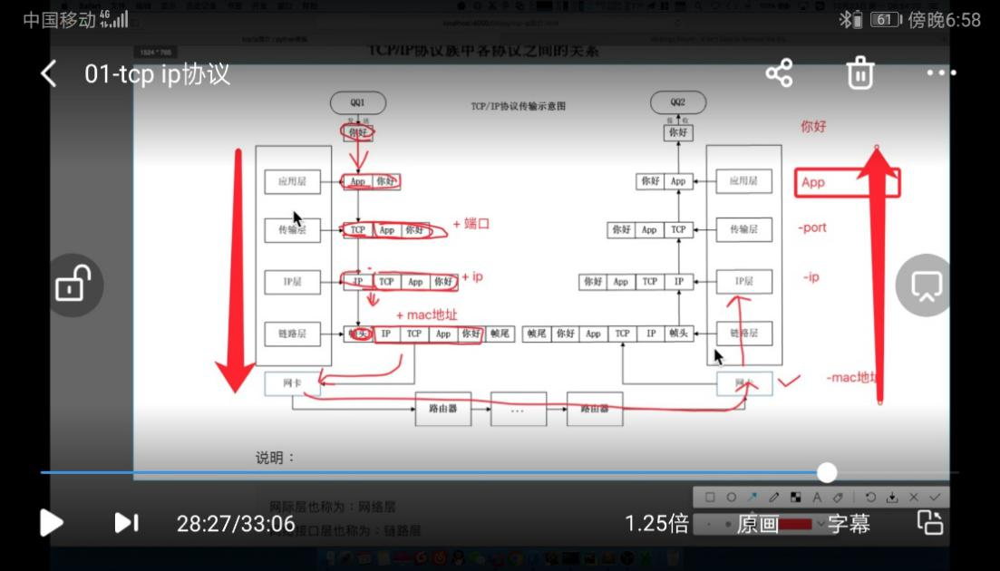 中国移动 4G 61 傍晚6:58
TCP/IP协议族中各协议之间的关系
01-tcp ip协议
QQ1 TCP/IP协议传输示意图 QQ2
发 送 接 收
你好 你好 你好
应用层 App 你好 你好 App 应用层 App
传输层 TCP App 你好 + 端口 你好 App TCP 传输层 -port
IP层 IP TCP App 你好 + ip 你好 App TCP IP IP层 -ip
+ mac地址
链路层 帧头 IP TCP App 你好 帧尾 帧尾 你好 App TCP IP 帧头 链路层
网卡 网卡 -mac地址
路由器 ... 路由器
说明：
网际层也称为：网络层
28:27/33:06 1.25倍 原画 字幕
接口层也称为：链路层